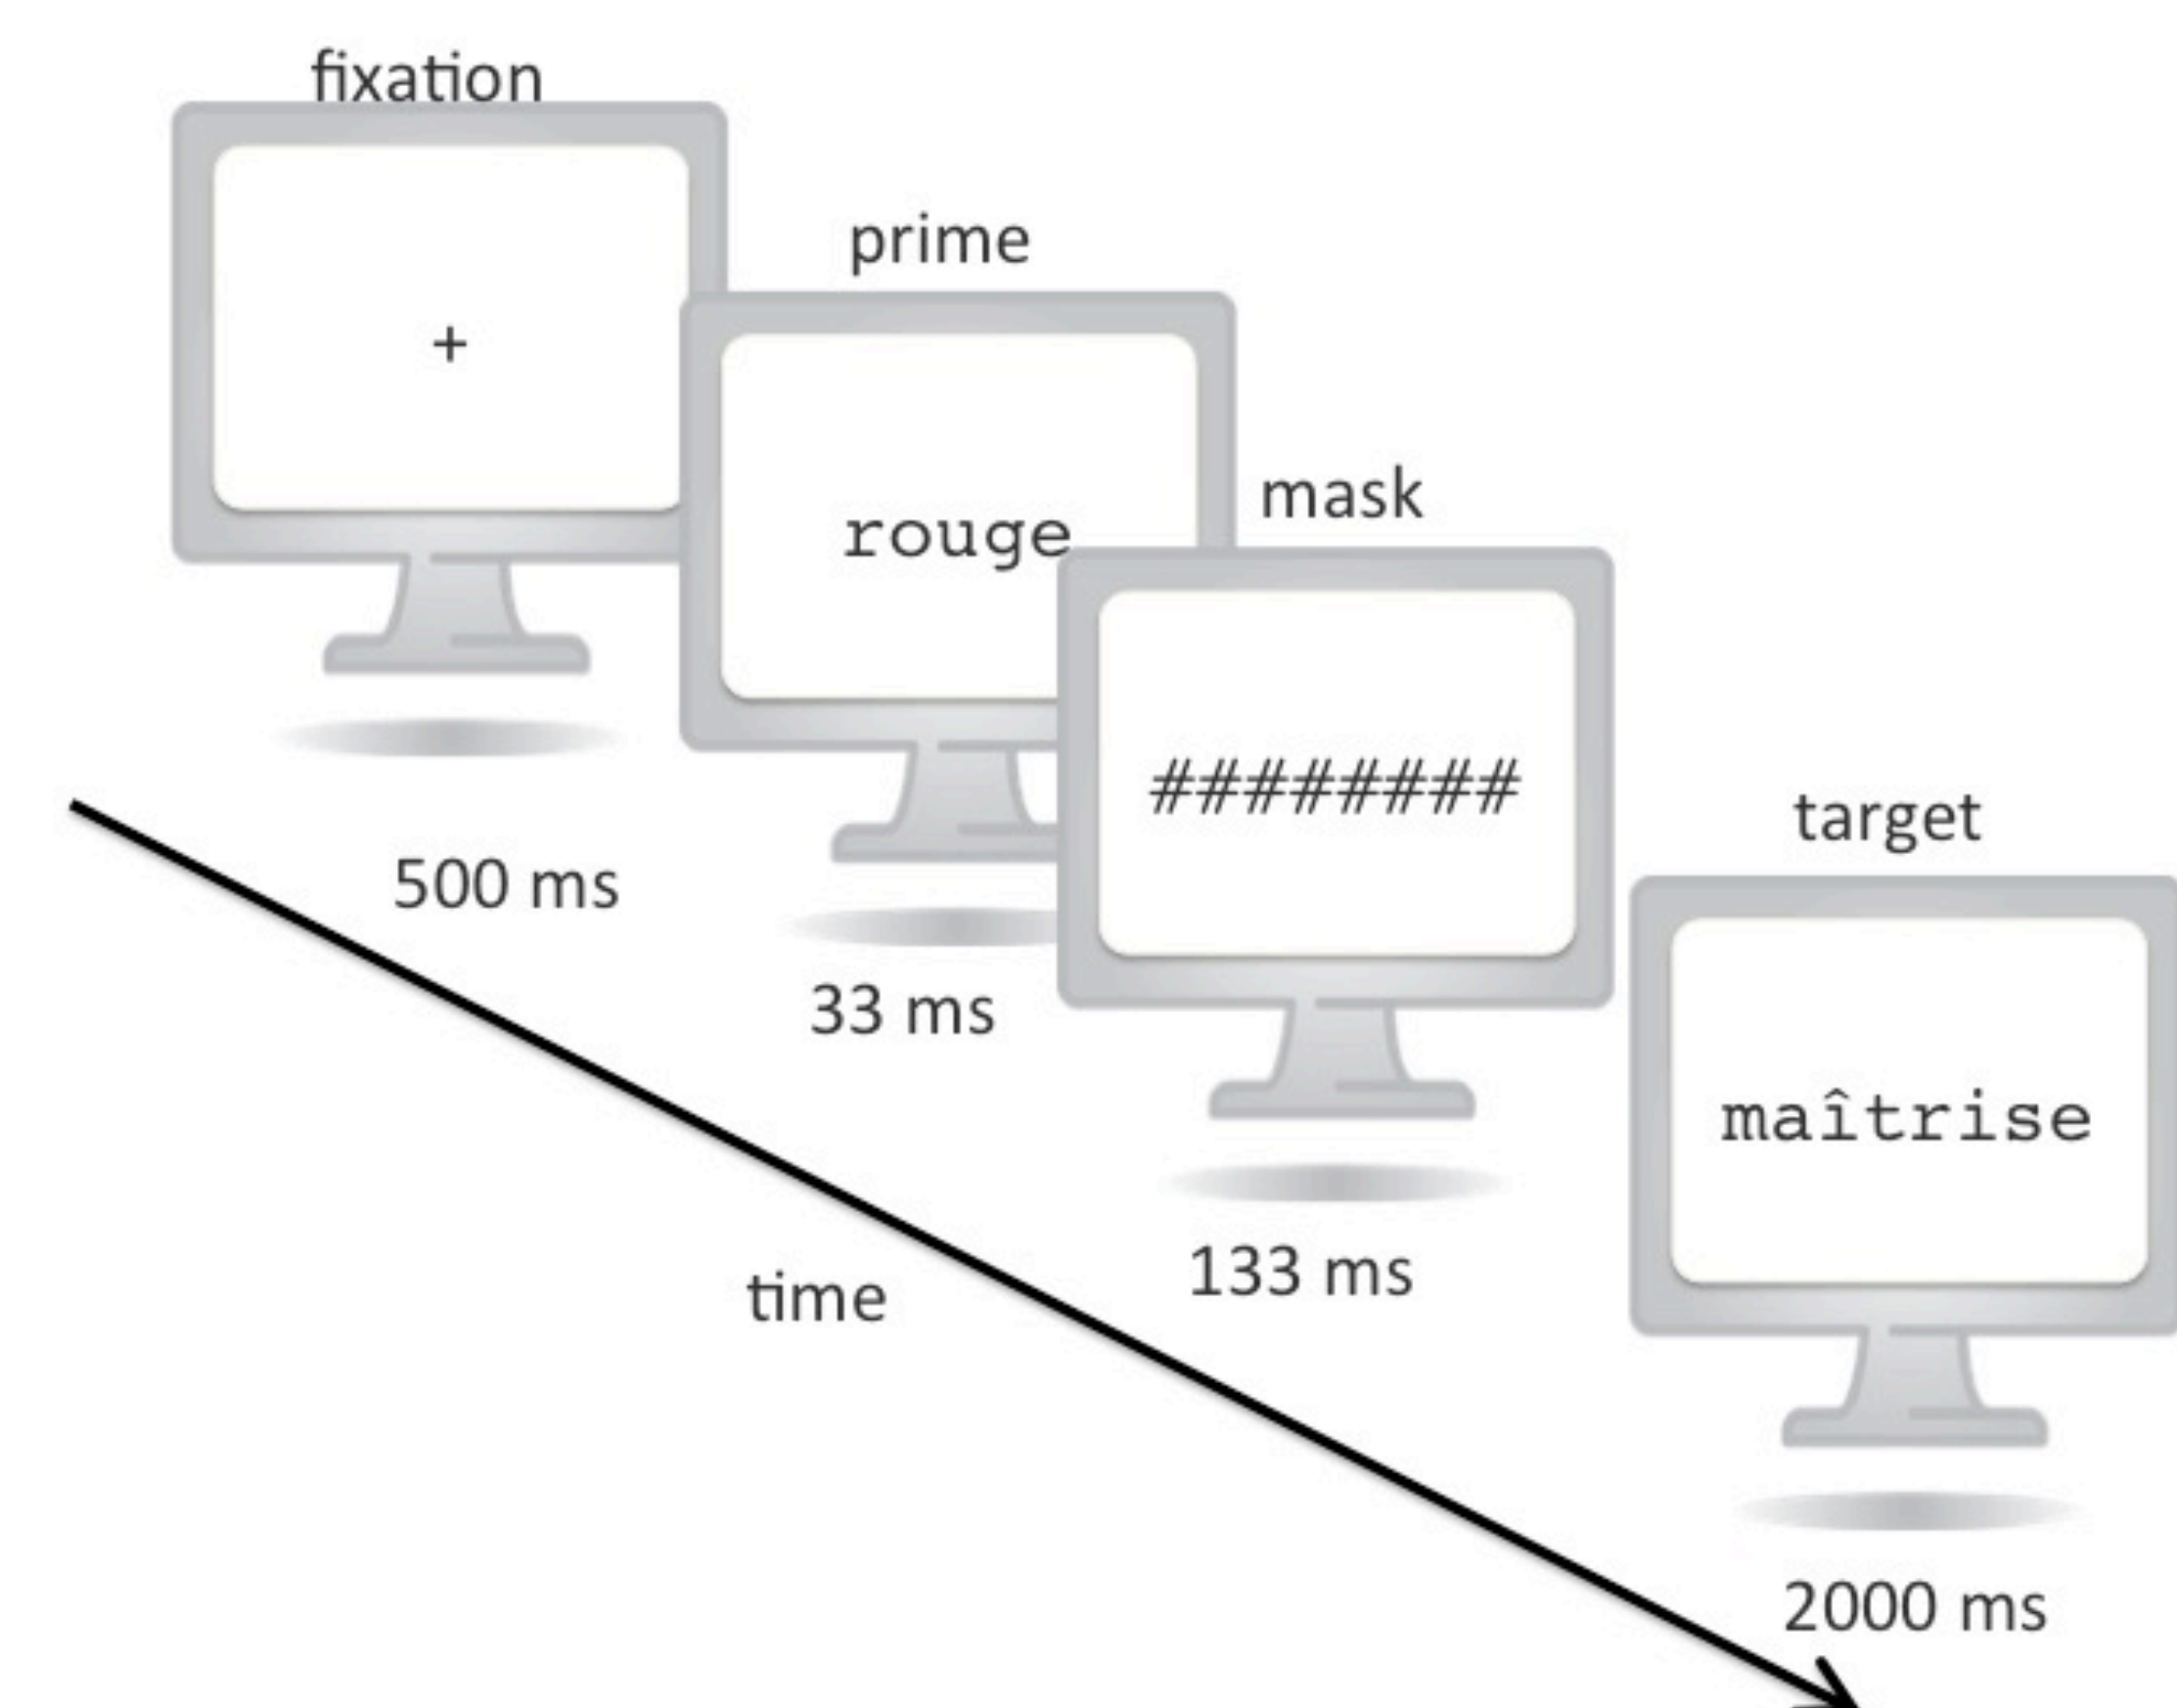 fixation
+
500 ms
prime
rouge
33 ms
mask
########
133 ms
target
maîtrise
2000 ms
time